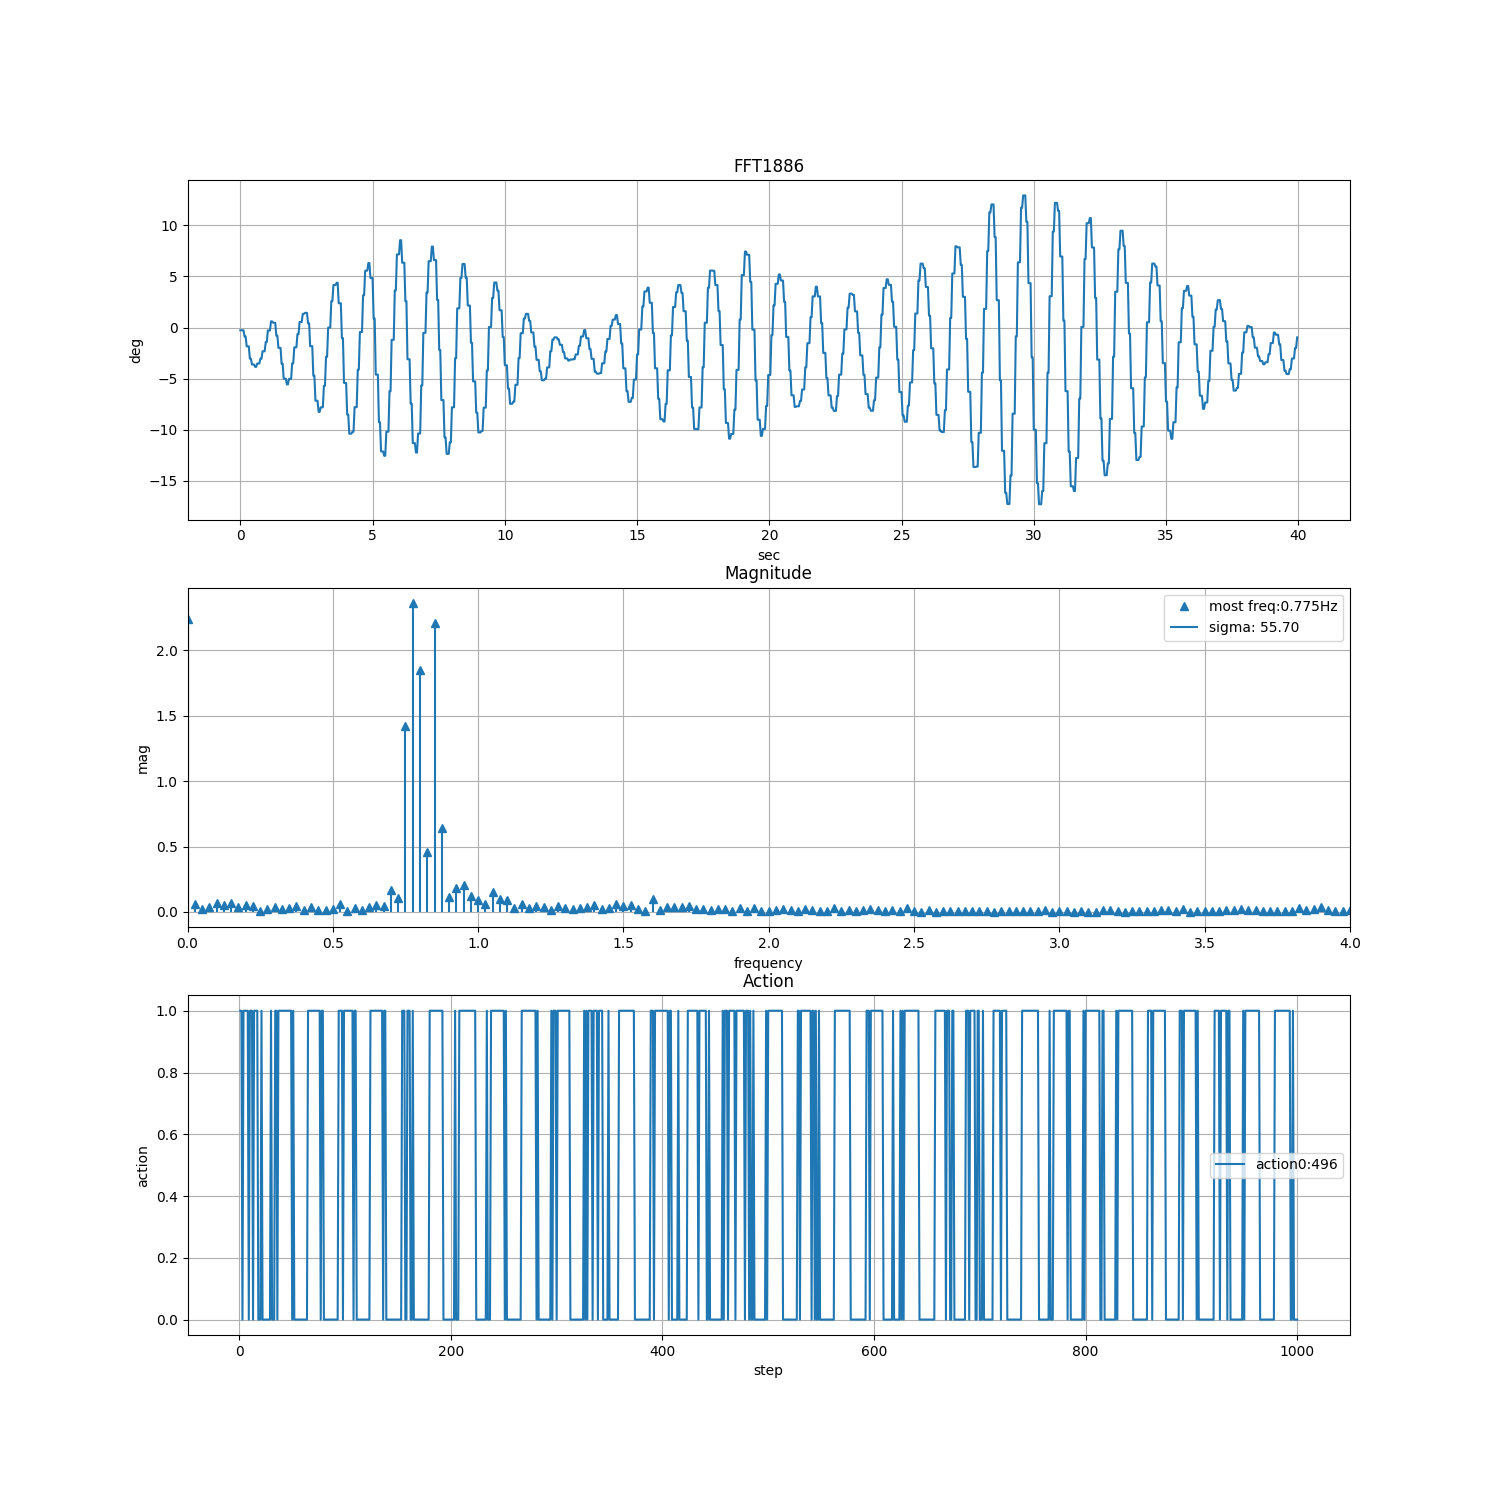 FFT1886
10
5
0
−5
−10
−15
deg
0 5 10 15 20 25 30 35 40
sec
Magnitude
most freq:0.775Hz
sigma: 55.70
2.0
1.5
1.0
0.5
0.0
mag
0.0 0.5 1.0 1.5 2.0 2.5 3.0 3.5 4.0
frequency
Action
1.0
0.8
0.6
0.4
0.2
0.0
action
action0:496
0 200 400 600 800 1000
step